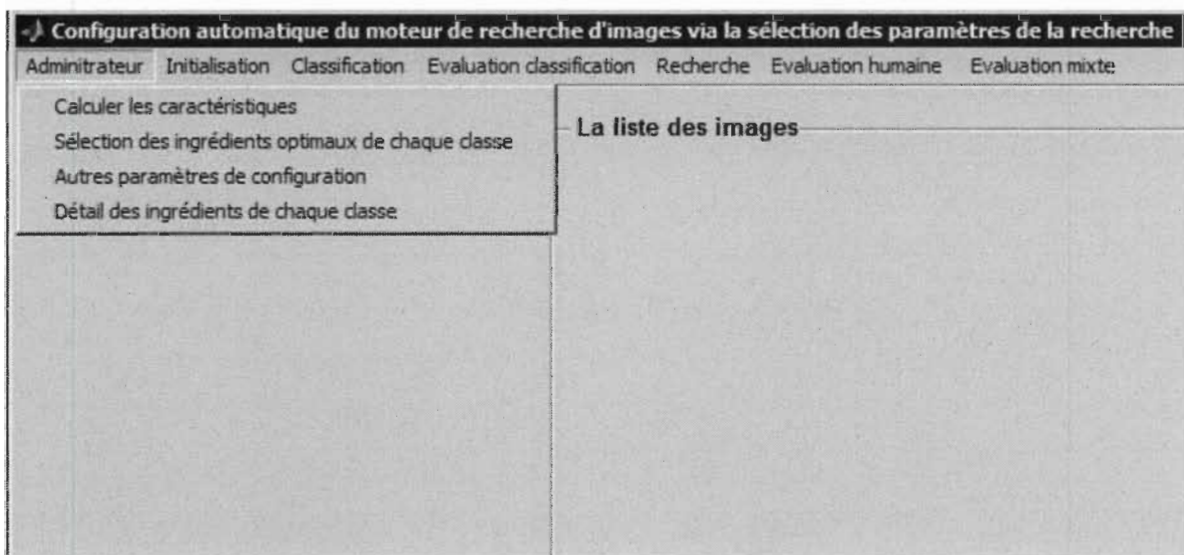 Configuration automatique du moteur de recherche d'images via la sélection des paramètres de la recherche
Adminitrateur Initialisation Classification Evaluation classification Recherche Evaluation humaine Evaluation mixte
Calculer les caractéristiques
Sélection des ingrédients optimaux de chaque classe
Autres paramètres de configuration
Détail des ingrédients de chaque classe
La liste des images